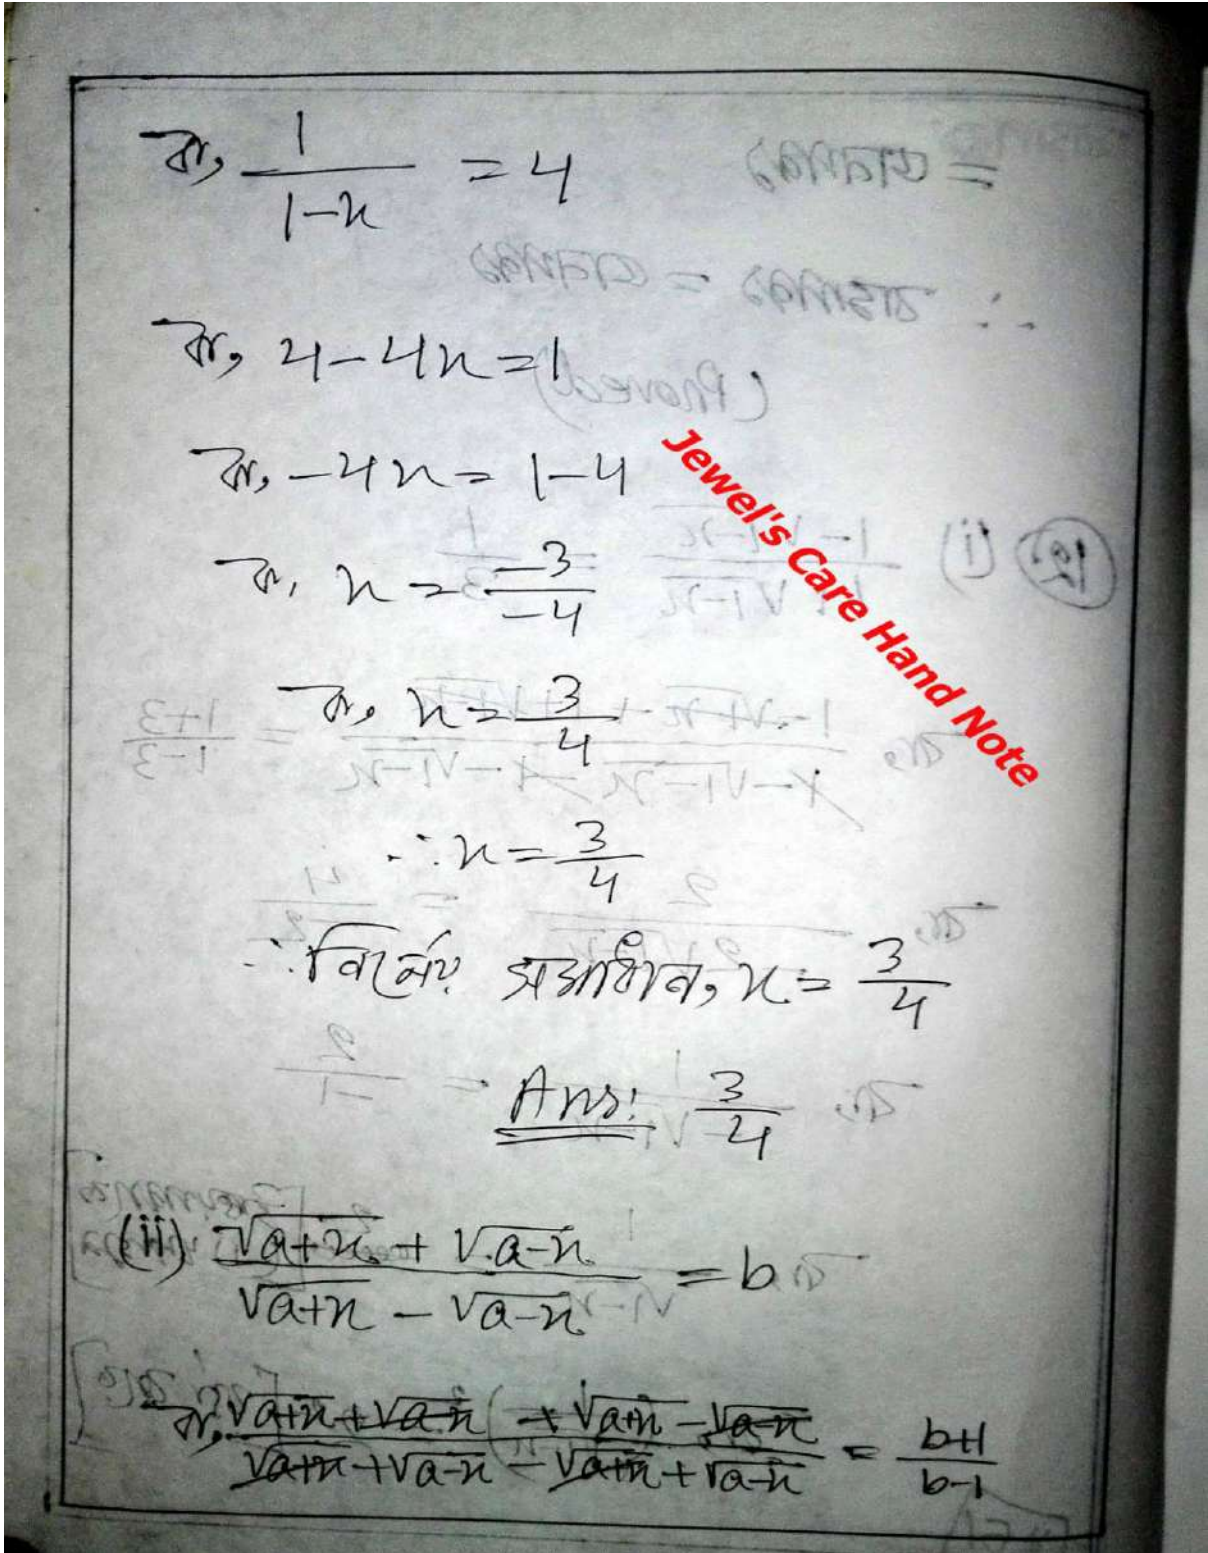 বা, 1/(1-x) = 4
বা, 4-4x=1
বা, -4x = 1-4
বা, x = -3/-4
বা, x = 3/4
∴ x = 3/4
∴ নির্ণেয় সমাধান, x = 3/4
Ans: 3/4
(ii) (√(a+x) + √(a-x))/(√(a+x) - √(a-x)) = b
বা, (√(a+x) + √(a-x) + √(a+x) - √(a-x))/(√(a+x) + √(a-x) - √(a+x) + √(a-x)) = (b+1)/(b-1)
Jewel's Care Hand Note